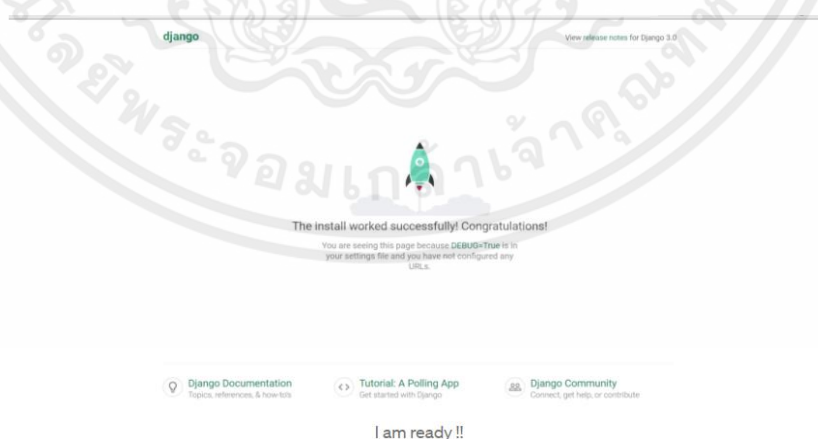 django
View release notes for Django 3.0
The install worked successfully! Congratulations!
You are seeing this page because DEBUG=True is in
your settings file and you have not configured any
URLs.
Django Documentation
Topics, references, & how-to's
Tutorial: A Polling App
Get started with Django
Django Community
Connect, get help, or contribute
I am ready !!